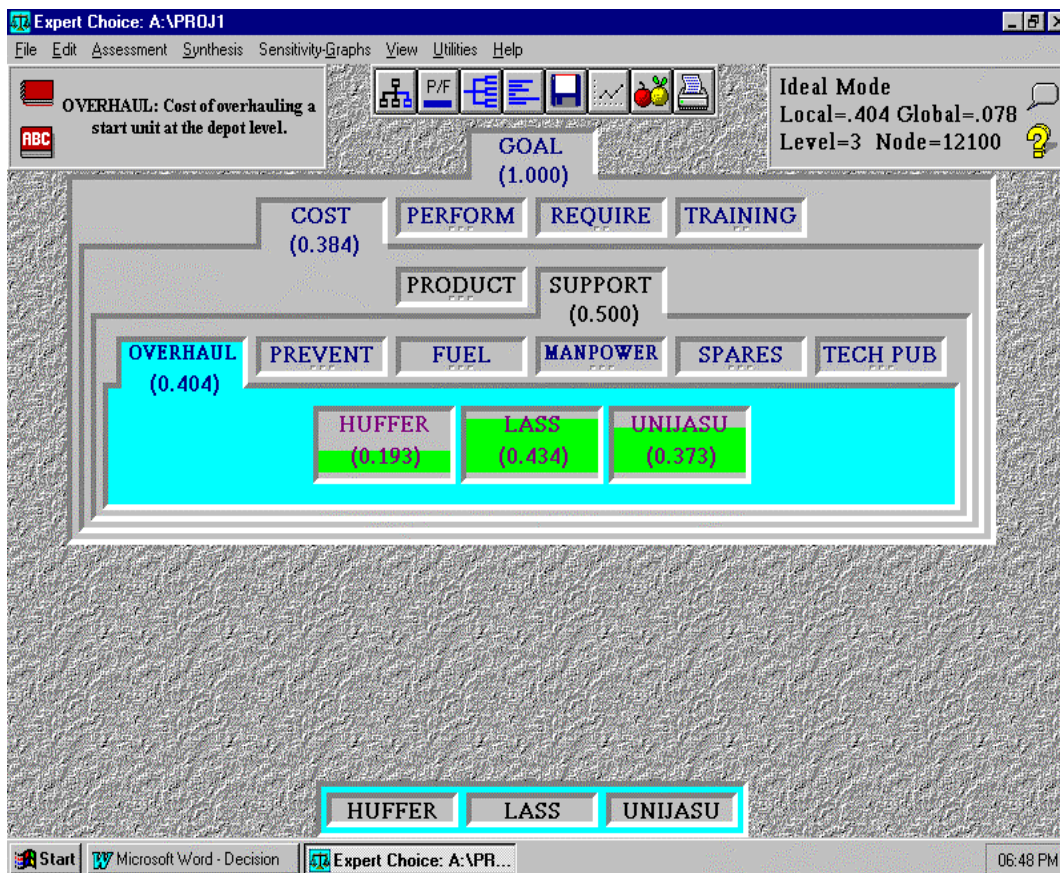 Expert Choice: A:\PROJ1
File Edit Assessment Synthesis Sensitivity-Graphs View Utilities Help
OVERHAUL: Cost of overhauling a
start unit at the depot level.
ABC
P/F
Ideal Mode
Local=.404 Global=.078
Level=3 Node=12100
GOAL
(1.000)
COST PERFORM REQUIRE TRAINING
(0.384)
PRODUCT SUPPORT
(0.500)
OVERHAUL PREVENT FUEL MANPOWER SPARES TECH PUB
(0.404)
HUFFER LASS UNIJASU
(0.193) (0.434) (0.373)
HUFFER LASS UNIJASU
Start Microsoft Word - Decision Expert Choice: A:\PR... 06:48 PM